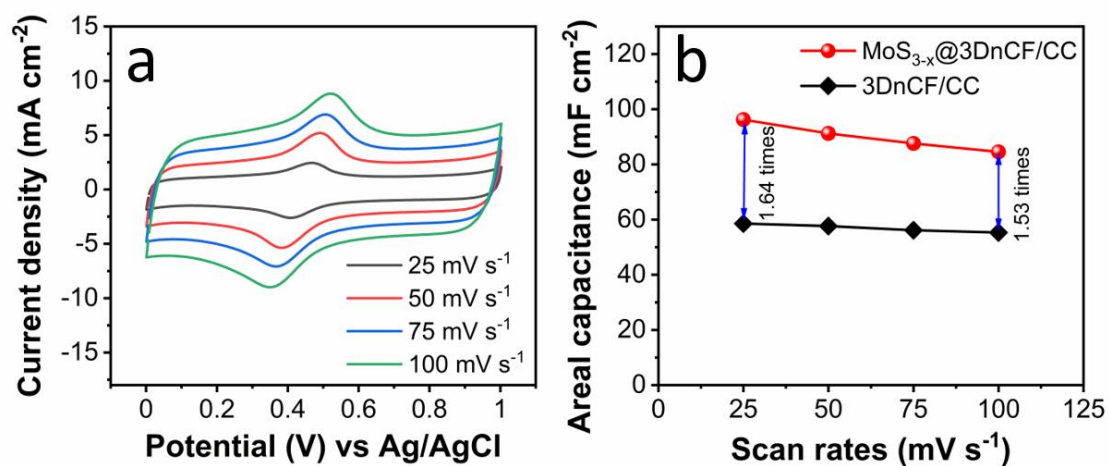 a
Current density (mA cm⁻²)
15
10
5
0
-5
-10
-15
25 mV s⁻¹
50 mV s⁻¹
75 mV s⁻¹
100 mV s⁻¹
0
0.2
0.4
0.6
0.8
1
Potential (V) vs Ag/AgCl
b
Areal capacitance (mF cm⁻²)
120
100
80
60
40
20
0
MoS₃₋ₓ@3DnCF/CC
3DnCF/CC
1.64 times
1.53 times
0
25
50
75
100
125
Scan rates (mV s⁻¹)